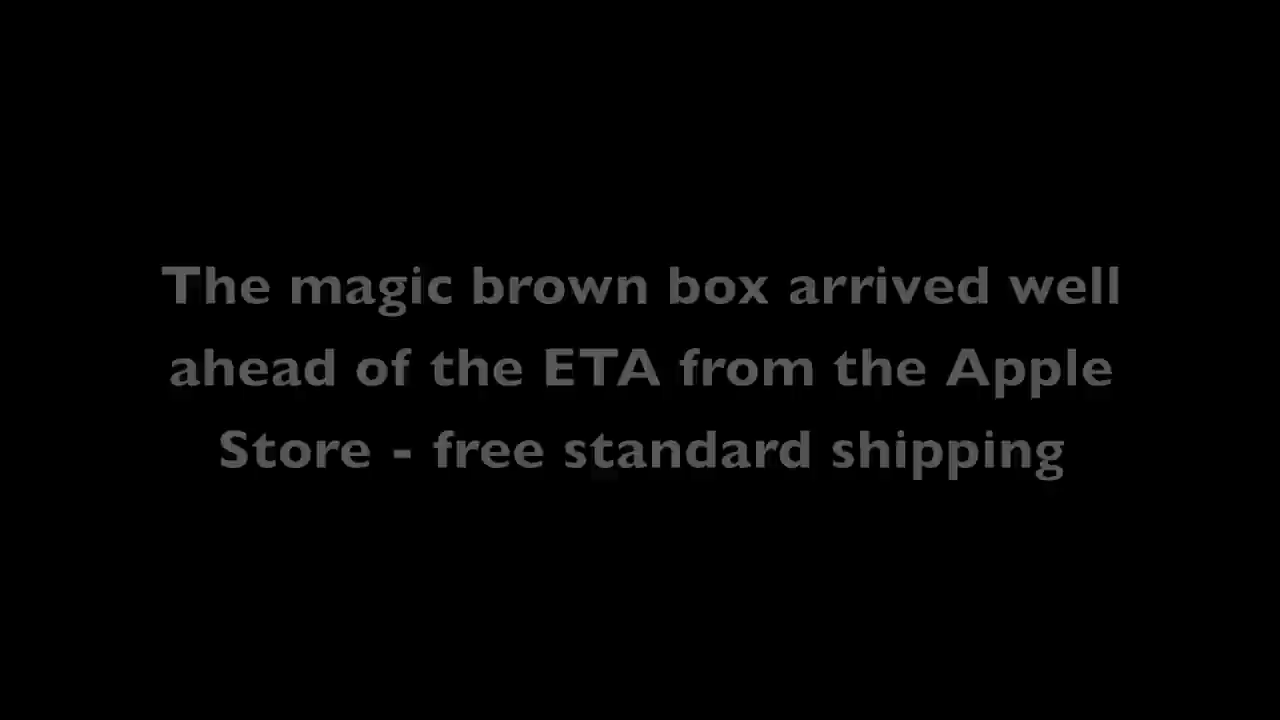 The magic brown box arrived well
ahead of the ETA from the Apple
Store - free standard shipping